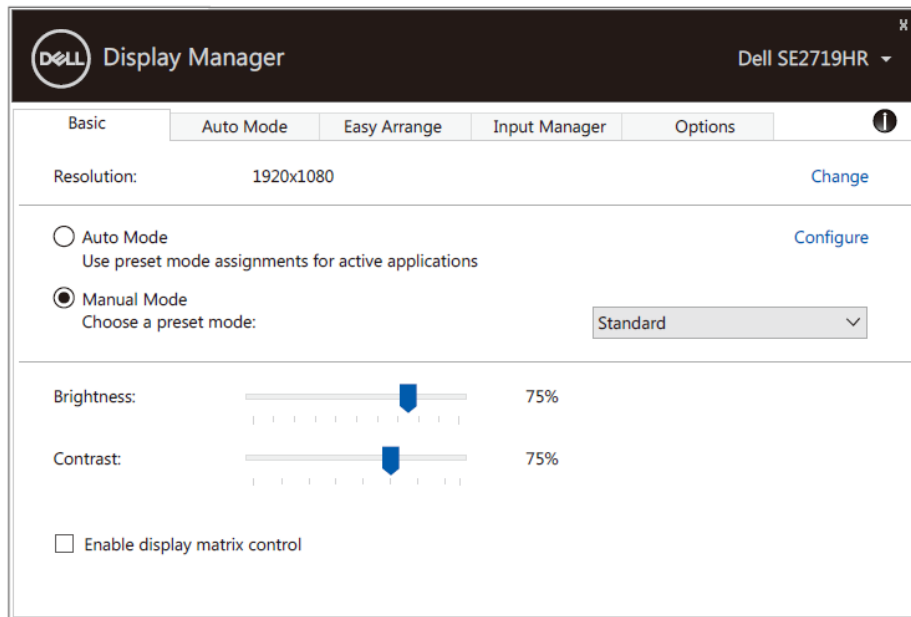 DELL Display Manager
Dell SE2719HR
Basic Auto Mode Easy Arrange Input Manager Options
Resolution: 1920x1080 Change
Auto Mode Configure
Use preset mode assignments for active applications
Manual Mode
Choose a preset mode: Standard
Brightness: 75%
Contrast: 75%
Enable display matrix control